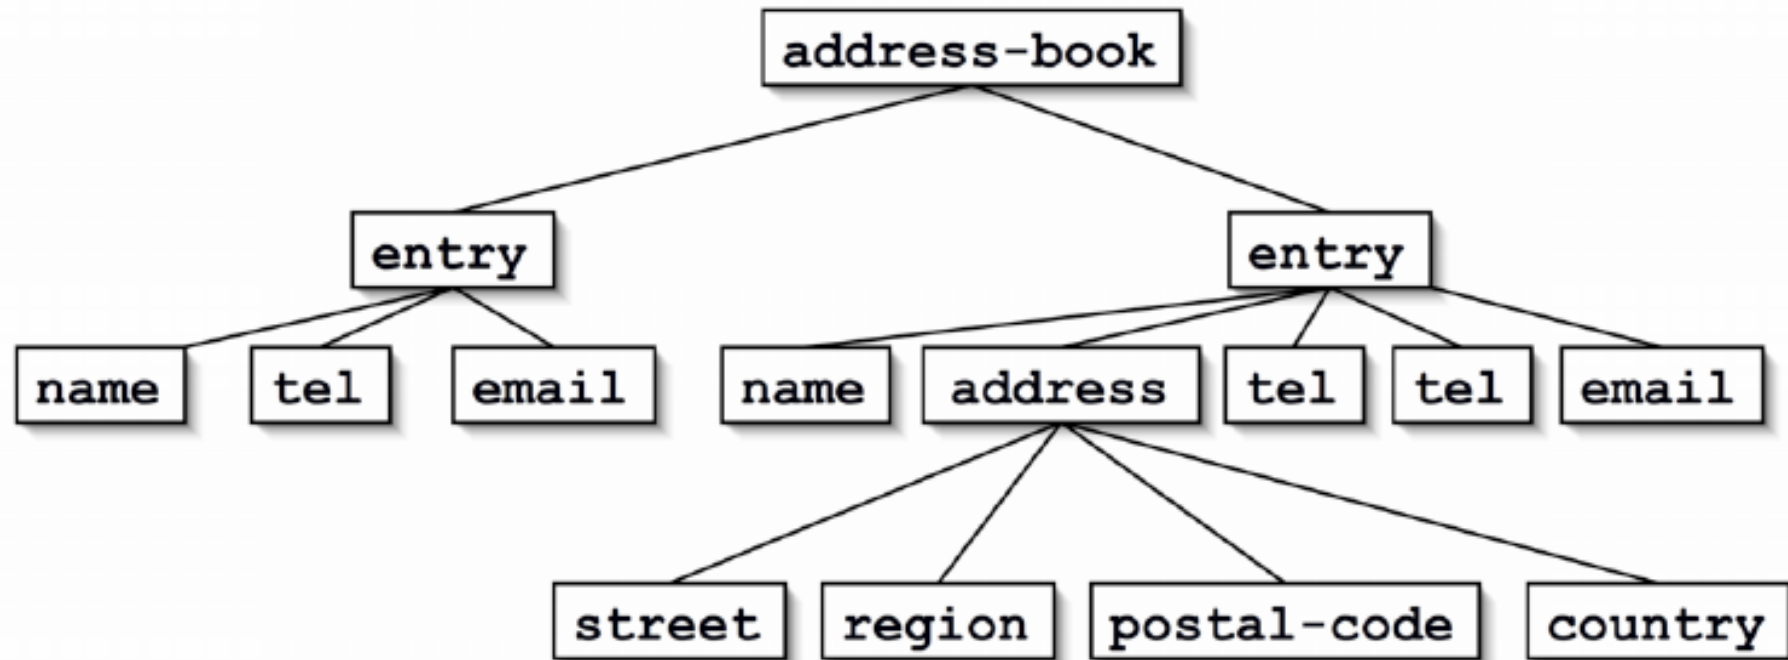 address-book
entry entry
name tel email name address tel tel email
street region postal-code country